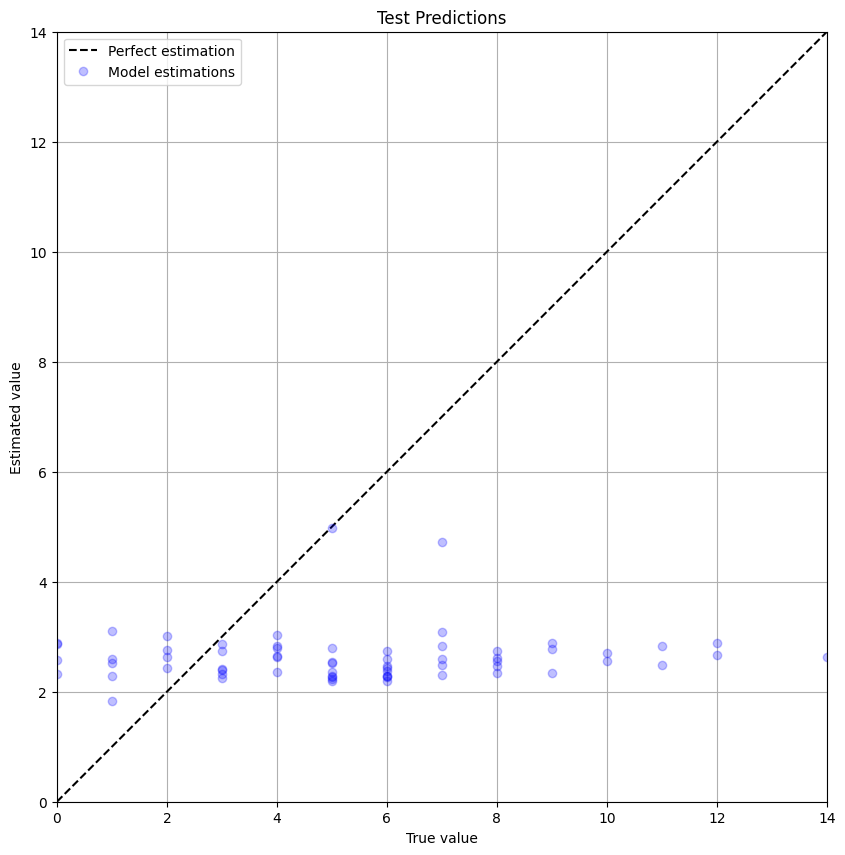 Test Predictions
Perfect estimation
Model estimations
14
12
10
8
6
4
2
0
Estimated value
0 2 4 6 8 10 12 14
True value